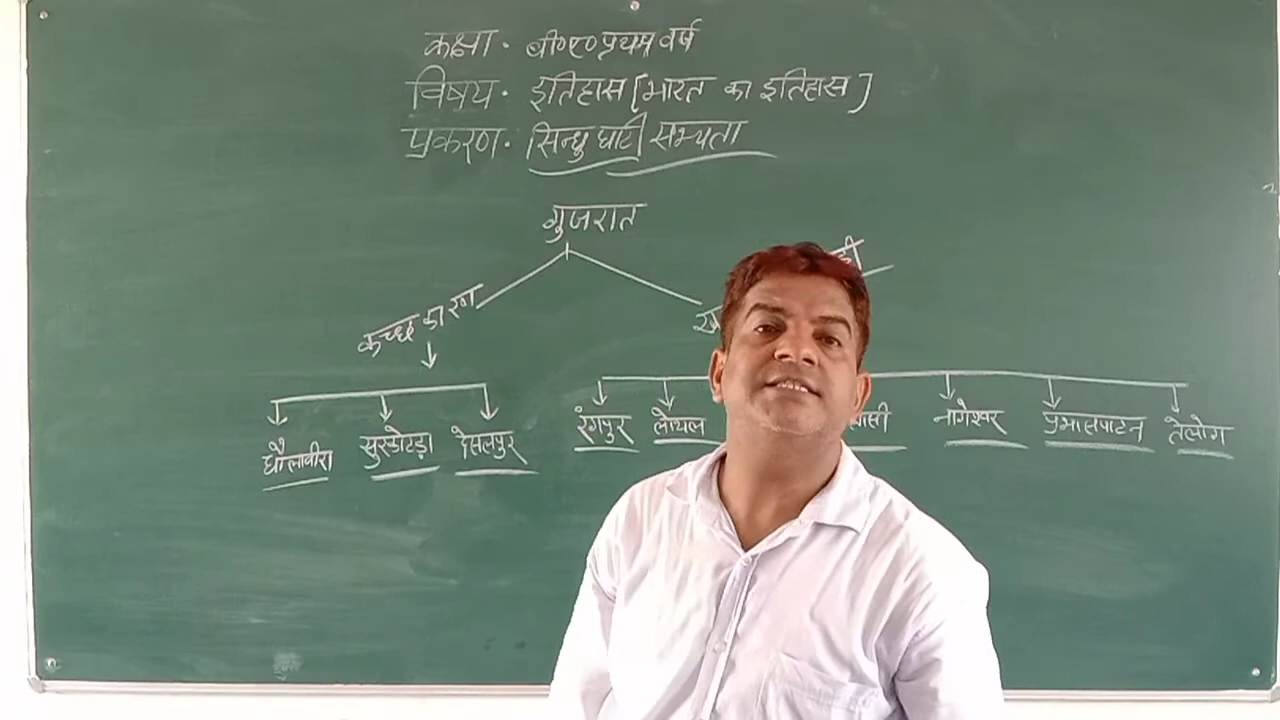 कक्षा · बी०ए० प्रथम वर्ष
विषय · इतिहास [भारत का इतिहास]
प्रकरण · सिन्धु घाटी सभ्यता
गुजरात
कच्छ का रण
धौलावीरा सुरकोटड़ा देसलपुर रंगपुर लोथल नागेश्वर प्रभासपाटन तेलोग